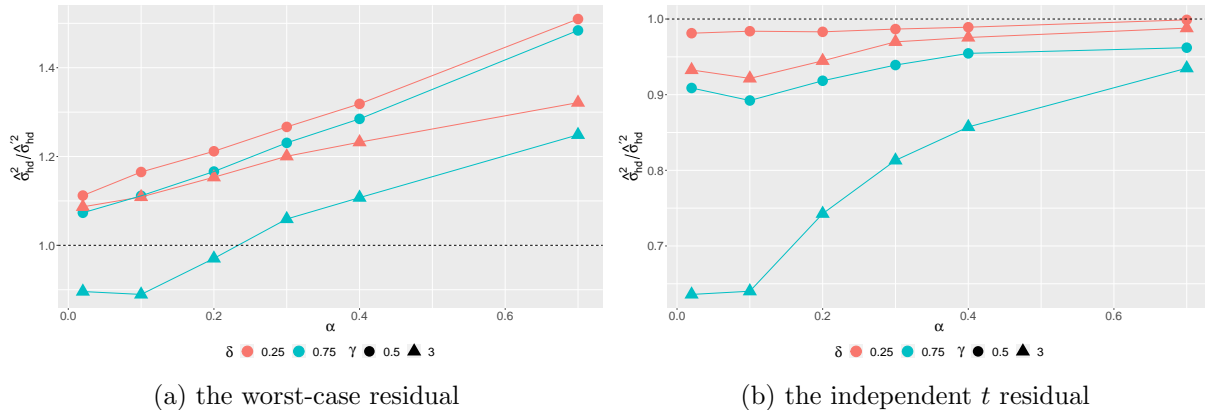 1.4
1.2
1.0
σ̂²hd/σ̂′²hd
0.0 0.2 0.4 0.6
α
δ 0.25 0.75 γ 0.5 3
(a) the worst-case residual
1.0
0.9
0.8
0.7
σ̂²hd/σ̂′²hd
0.0 0.2 0.4 0.6
α
δ 0.25 0.75 γ 0.5 3
(b) the independent t residual